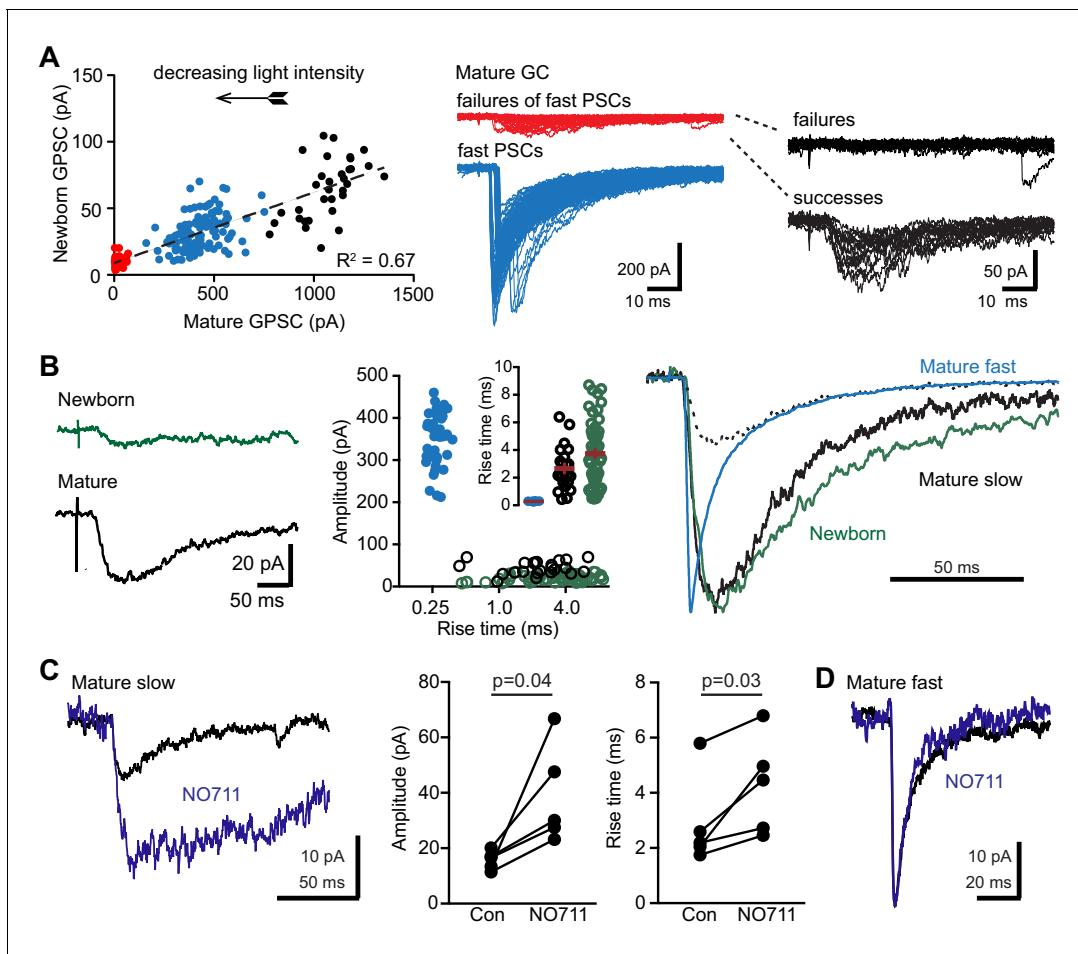 A
150
100
50
0
Newborn GPSC (pA)
decreasing light intensity
R² = 0.67
0 500 1000 1500
Mature GPSC (pA)
Mature GC
failures of fast PSCs
fast PSCs
200 pA
10 ms
failures
successes
50 pA
10 ms
B
Newborn
Mature
20 pA
50 ms
500
400
300
200
100
0
Amplitude (pA)
0.25 1.0 4.0
Rise time (ms)
10
8
6
4
2
0
Rise time (ms)
Mature fast
Mature slow
Newborn
50 ms
C
Mature slow
NO711
10 pA
50 ms
p=0.04
80
60
40
20
0
Amplitude (pA)
Con NO711
p=0.03
8
6
4
2
0
Rise time (ms)
Con NO711
D
Mature fast
NO711
10 pA
20 ms